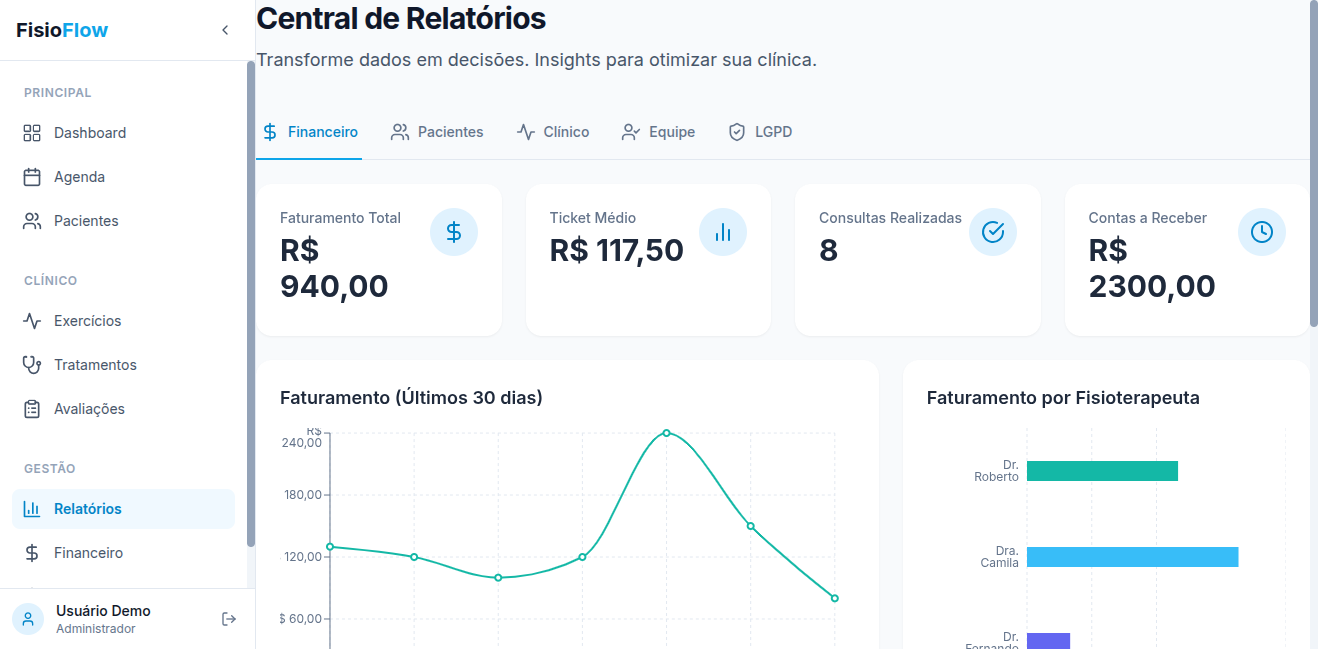 FisioFlow
PRINCIPAL
Dashboard
Agenda
Pacientes
CLÍNICO
Exercícios
Tratamentos
Avaliações
GESTÃO
Relatórios
Financeiro
Usuário Demo
Administrador
Central de Relatórios
Transforme dados em decisões. Insights para otimizar sua clínica.
Financeiro
Pacientes
Clínico
Equipe
LGPD
Faturamento Total
R$
940,00
Ticket Médio
R$ 117,50
Consultas Realizadas
8
Contas a Receber
R$
2300,00
Faturamento (Últimos 30 dias)
R$
240,00
180,00
120,00
$ 60,00
Faturamento por Fisioterapeuta
Dr.
Roberto
Dra.
Camila
Dr.
Fernando